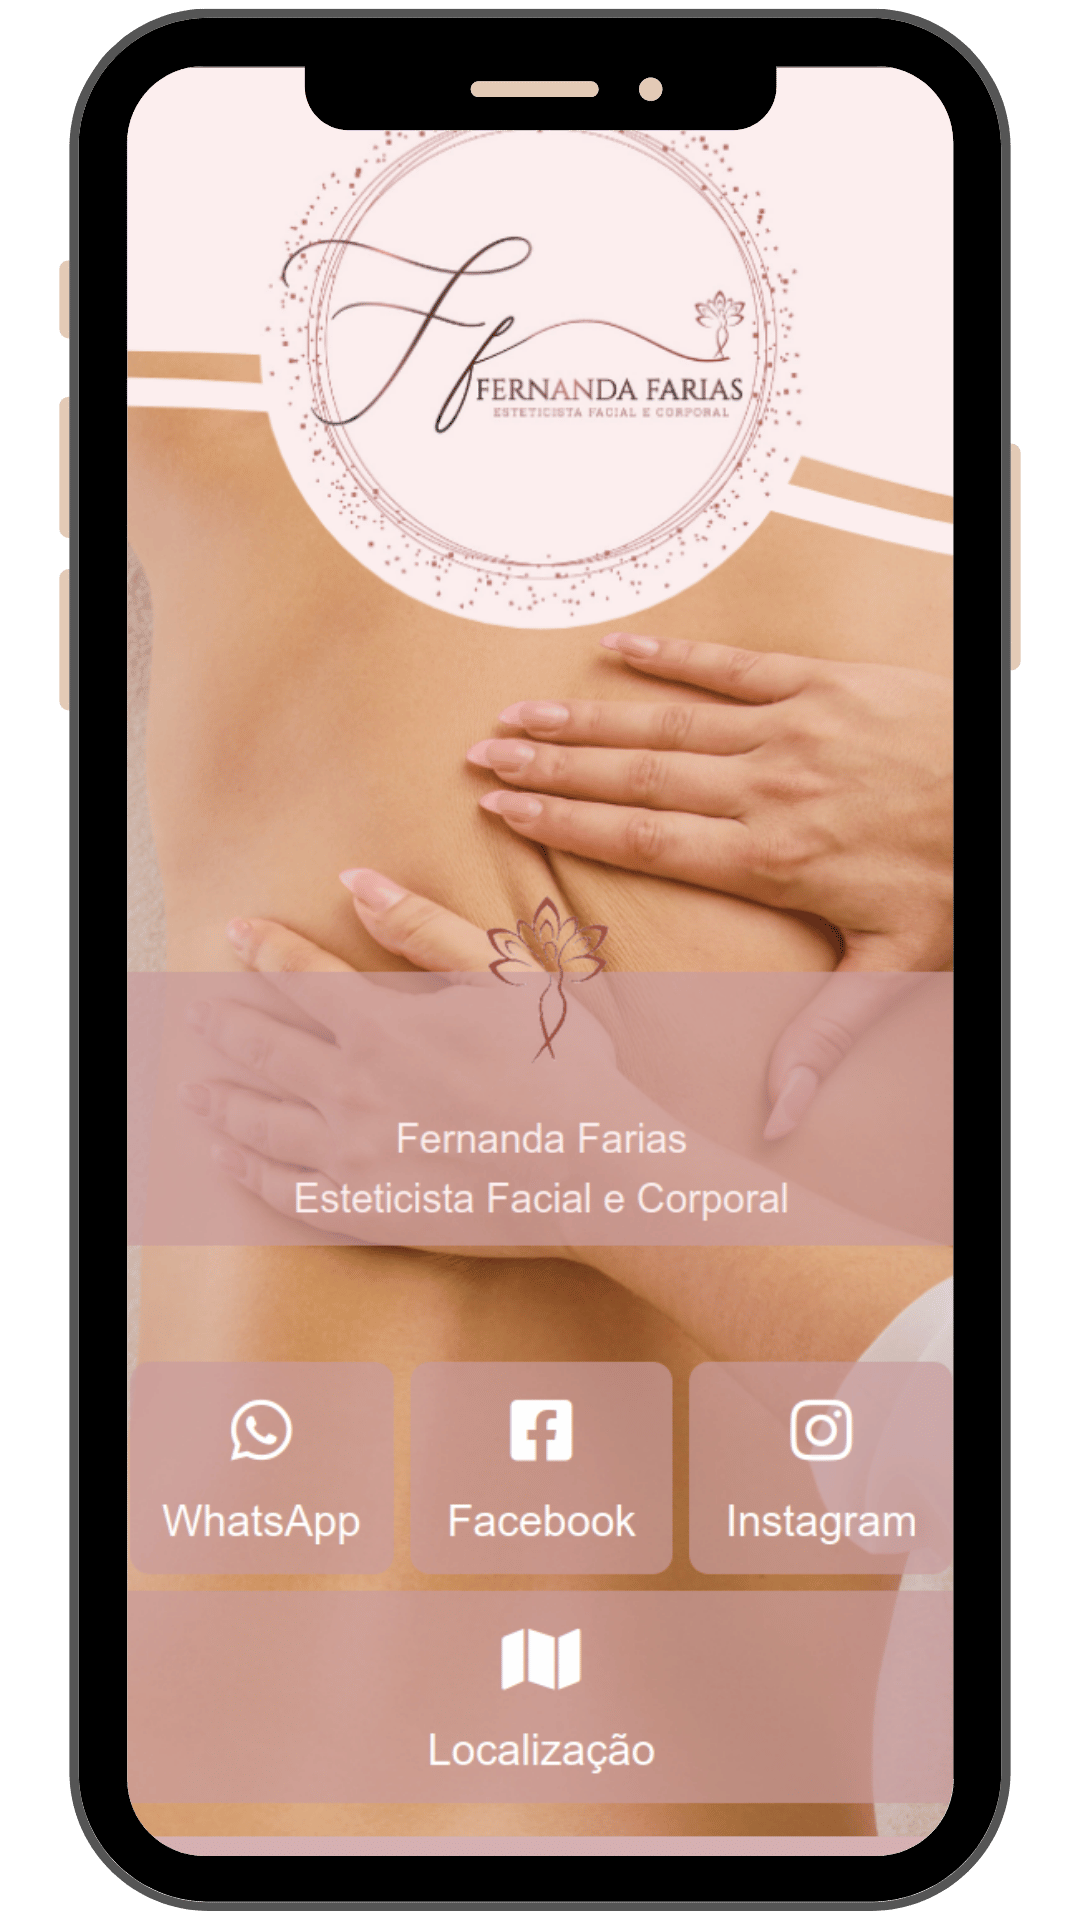 Ff
FERNANDA FARIAS
ESTETICISTA FACIAL E CORPORAL
Fernanda Farias
Esteticista Facial e Corporal
WhatsApp
Facebook
Instagram
Localização